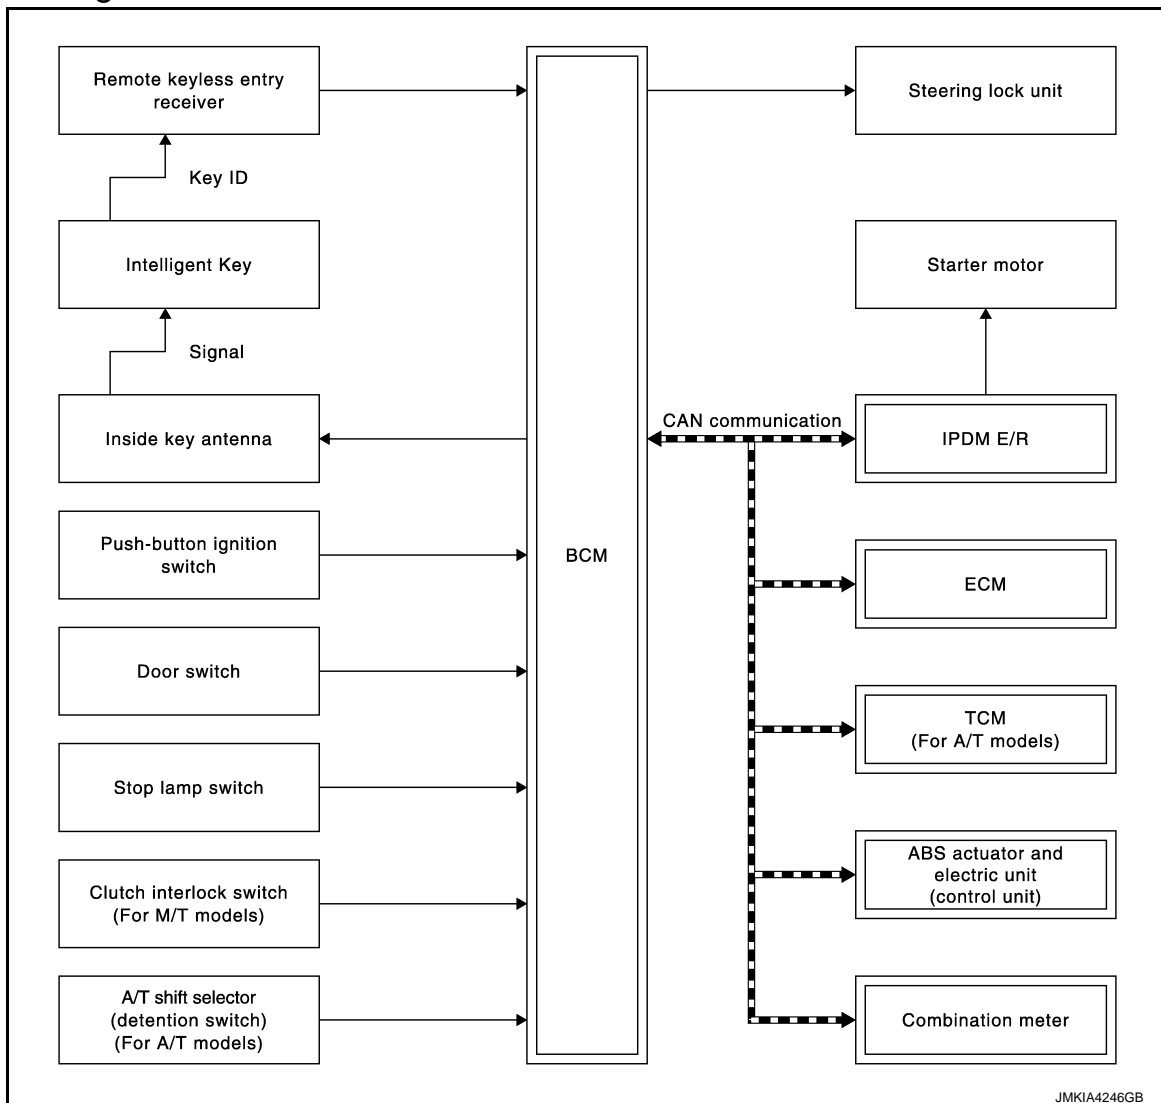 Remote keyless entry
receiver
Key ID
Intelligent Key
Signal
Inside key antenna
Push-button ignition
switch
Door switch
Stop lamp switch
Clutch interlock switch
(For M/T models)
A/T shift selector
(detention switch)
(For A/T models)
BCM
CAN communication
Steering lock unit
Starter motor
IPDM E/R
ECM
TCM
(For A/T models)
ABS actuator and
electric unit
(control unit)
Combination meter
JMKIA4246GB